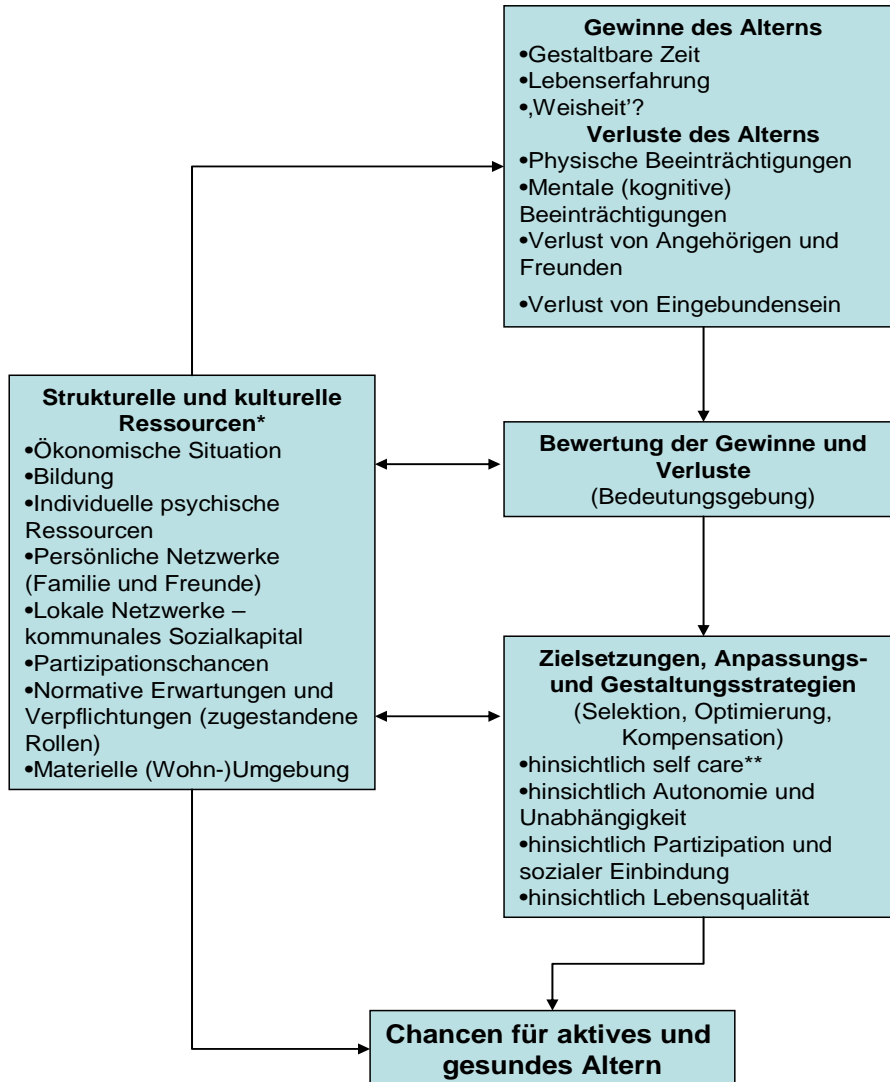 Gewinne des Alterns
•Gestaltbare Zeit
•Lebenserfahrung
•‚Weisheit'?
Verluste des Alterns
•Physische Beeinträchtigungen
•Mentale (kognitive)
Beeinträchtigungen
•Verlust von Angehörigen und
Freunden
•Verlust von Eingebundensein
Strukturelle und kulturelle
Ressourcen*
•Ökonomische Situation
•Bildung
•Individuelle psychische
Ressourcen
•Persönliche Netzwerke
(Familie und Freunde)
•Lokale Netzwerke –
kommunales Sozialkapital
•Partizipationschancen
•Normative Erwartungen und
Verpflichtungen (zugestandene
Rollen)
•Materielle (Wohn-)Umgebung
Bewertung der Gewinne und
Verluste
(Bedeutungsgebung)
Zielsetzungen, Anpassungs-
und Gestaltungsstrategien
(Selektion, Optimierung,
Kompensation)
•hinsichtlich self care**
•hinsichtlich Autonomie und
Unabhängigkeit
•hinsichtlich Partizipation und
sozialer Einbindung
•hinsichtlich Lebensqualität
Chancen für aktives und
gesundes Altern